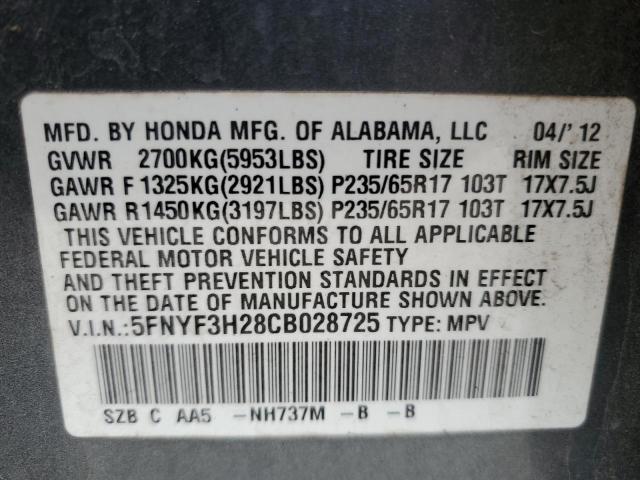 MFD. BY HONDA MFG. OF ALABAMA, LLC 04/'12
GVWR 2700KG(5953LBS) TIRE SIZE RIM SIZE
GAWR F 1325KG(2921LBS) P235/65R17 103T 17X7.5J
GAWR R1450KG(3197LBS) P235/65R17 103T 17X7.5J
THIS VEHICLE CONFORMS TO ALL APPLICABLE
FEDERAL MOTOR VEHICLE SAFETY
AND THEFT PREVENTION STANDARDS IN EFFECT
ON THE DATE OF MANUFACTURE SHOWN ABOVE.
V.I.N.:5FNYF3H28CB028725 TYPE: MPV
SZB C AA5 -NH737M -B -B